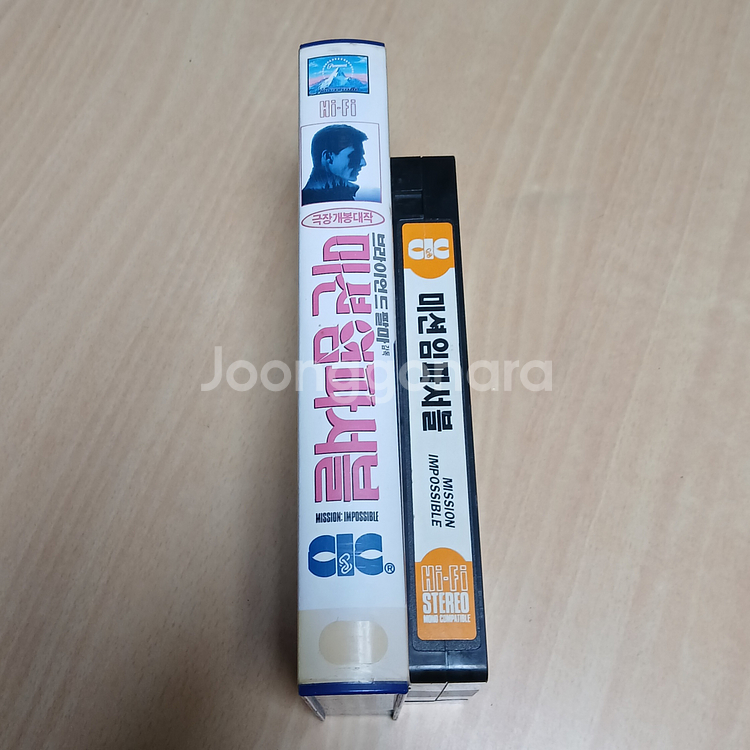 Paramount
Hi-Fi
극장개봉대작
브라이언 드 팔마 감독
미션 임파서블
MISSION: IMPOSSIBLE
CIC
®
CIC
미션 임파서블
MISSION
IMPOSSIBLE
Hi-Fi
STEREO
MONO COMPATIBLE
Joonggonara